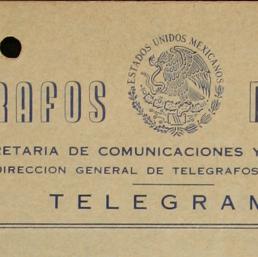 ESTADOS UNIDOS MEXICANOS
RAFOS
RETARIA DE COMUNICACIONES Y
DIRECCION GENERAL DE TELEGRAFOS
TELEGRAM